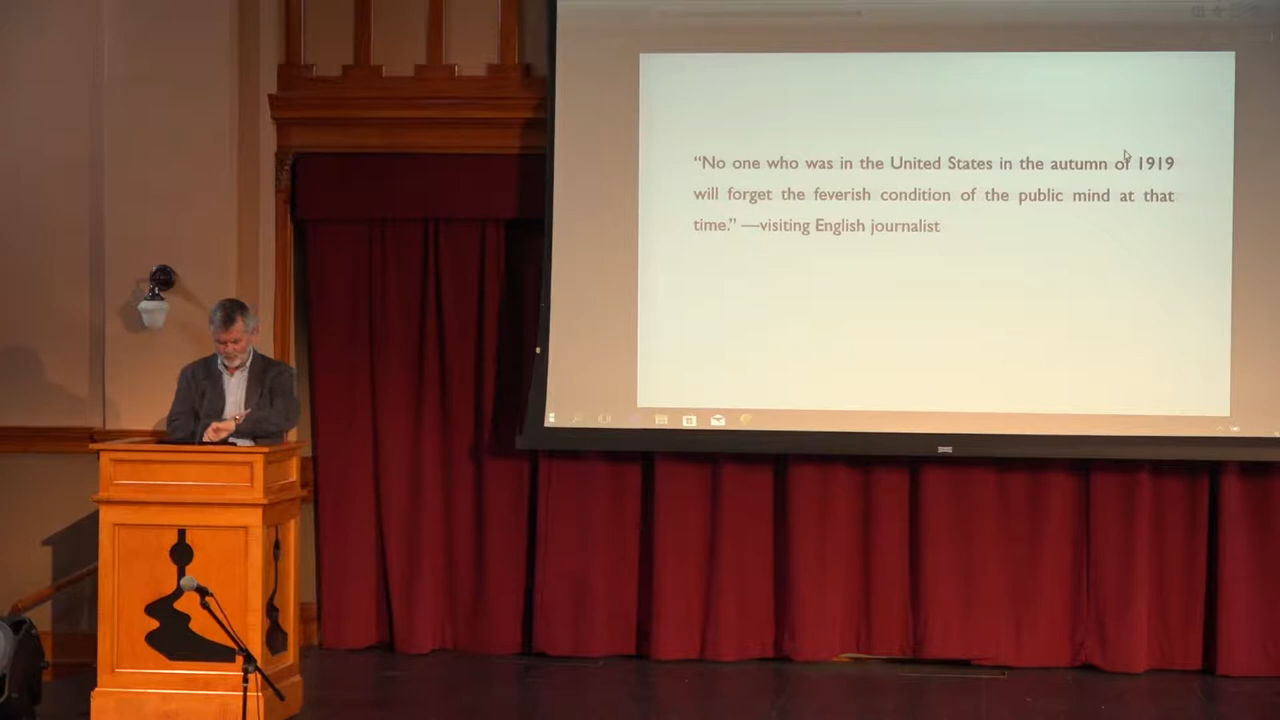 “No one who was in the United States in the autumn of 1919
will forget the feverish condition of the public mind at that
time.” —visiting English journalist